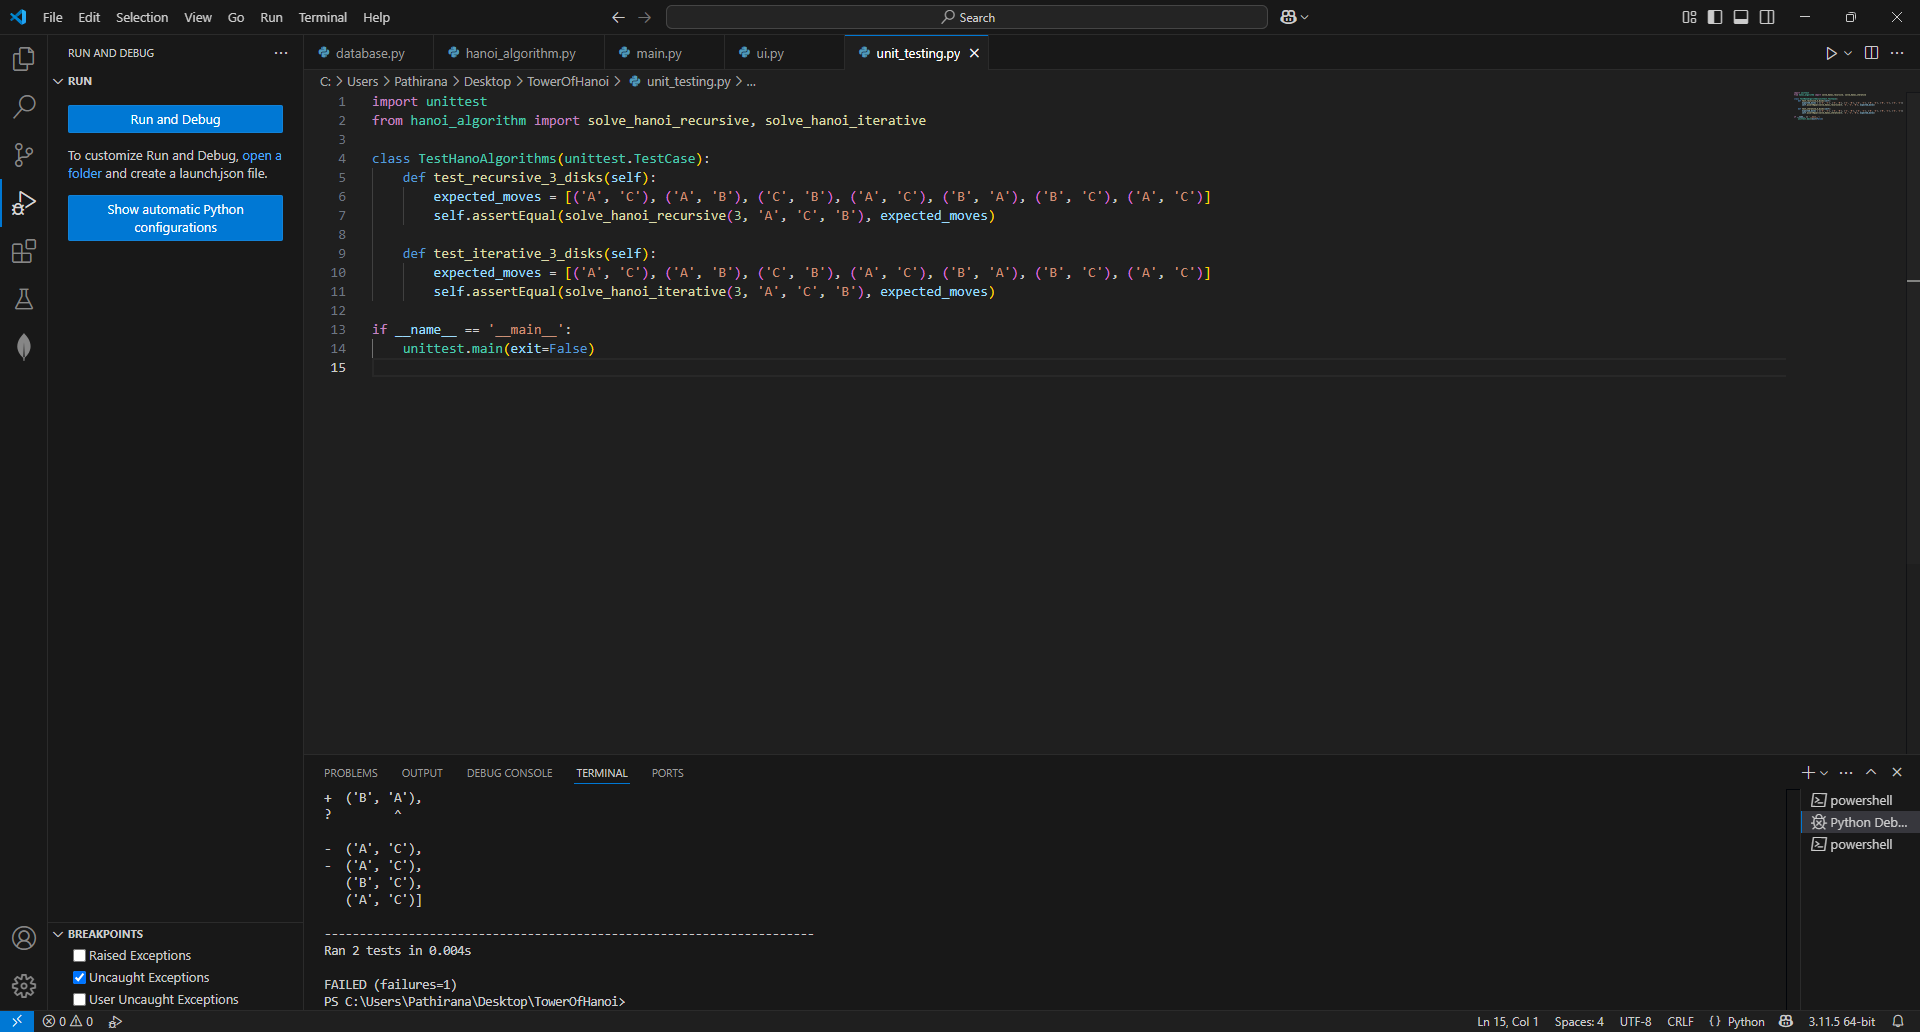 File Edit Selection View Go Run Terminal Help
Search
RUN AND DEBUG
RUN
Run and Debug
To customize Run and Debug, open a
folder and create a launch.json file.
Show automatic Python
configurations
database.py
hanoi_algorithm.py
main.py
ui.py
unit_testing.py
C: > Users > Pathirana > Desktop > TowerOfHanoi > unit_testing.py > ...
1 import unittest
2 from hanoi_algorithm import solve_hanoi_recursive, solve_hanoi_iterative
3
4 class TestHanoAlgorithms(unittest.TestCase):
5 def test_recursive_3_disks(self):
6 expected_moves = [('A', 'C'), ('A', 'B'), ('C', 'B'), ('A', 'C'), ('B', 'A'), ('B', 'C'), ('A', 'C')]
7 self.assertEqual(solve_hanoi_recursive(3, 'A', 'C', 'B'), expected_moves)
8
9 def test_iterative_3_disks(self):
10 expected_moves = [('A', 'C'), ('A', 'B'), ('C', 'B'), ('A', 'C'), ('B', 'A'), ('B', 'C'), ('A', 'C')]
11 self.assertEqual(solve_hanoi_iterative(3, 'A', 'C', 'B'), expected_moves)
12
13 if __name__ == '__main__':
14 unittest.main(exit=False)
15
PROBLEMS OUTPUT DEBUG CONSOLE TERMINAL PORTS
+ ('B', 'A'),
? ^
- ('A', 'C'),
- ('A', 'C'),
('B', 'C'),
('A', 'C')]
----------------------------------------------------------------------
Ran 2 tests in 0.004s
FAILED (failures=1)
PS C:\Users\Pathirana\Desktop\TowerOfHanoi>
powershell
Python Deb...
powershell
BREAKPOINTS
Raised Exceptions
Uncaught Exceptions
User Uncaught Exceptions
0 0
Ln 15, Col 1 Spaces: 4 UTF-8 CRLF {} Python 3.11.5 64-bit